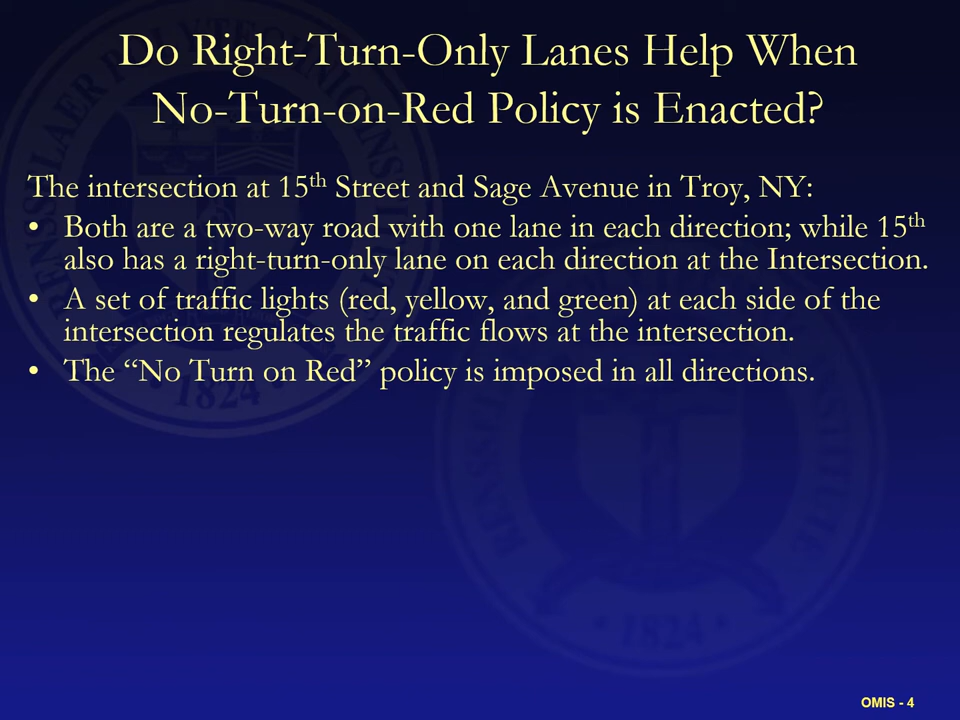 Do Right-Turn-Only Lanes Help When
No-Turn-on-Red Policy is Enacted?
The intersection at 15th Street and Sage Avenue in Troy, NY:
• Both are a two-way road with one lane in each direction; while 15th
also has a right-turn-only lane on each direction at the Intersection.
• A set of traffic lights (red, yellow, and green) at each side of the
intersection regulates the traffic flows at the intersection.
• The “No Turn on Red” policy is imposed in all directions.
1824
1824
OMIS - 4